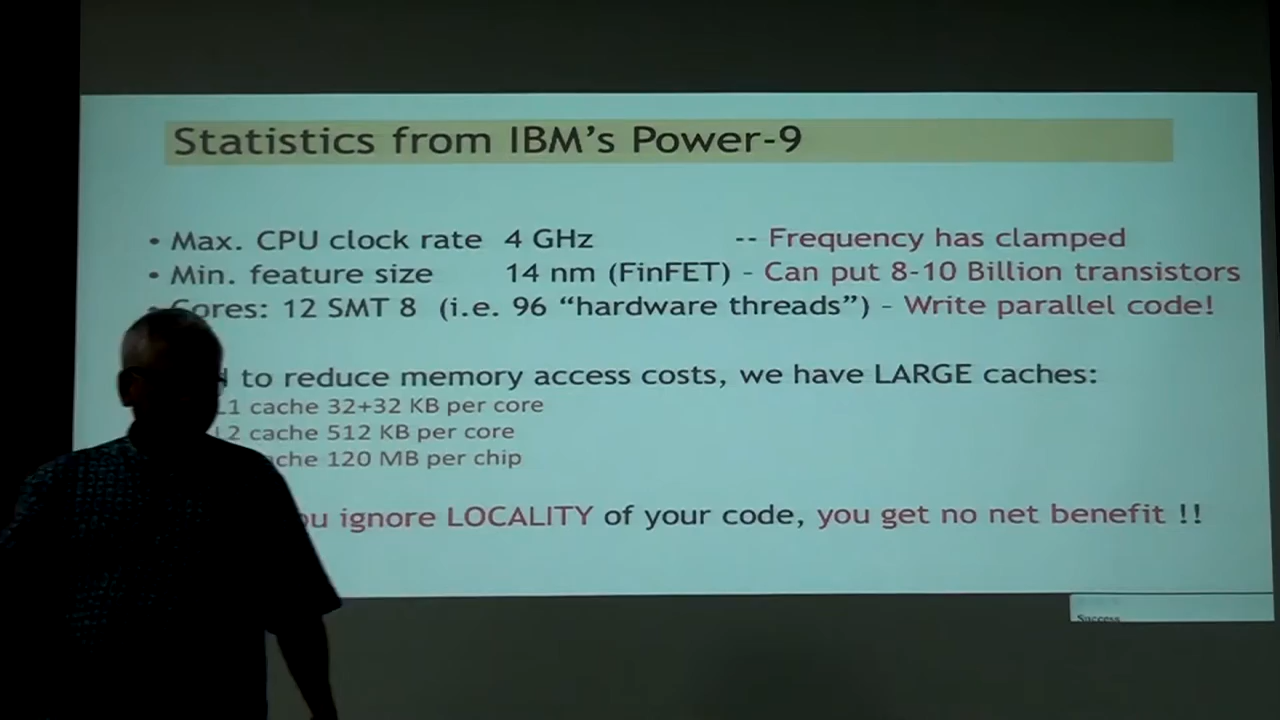 Statistics from IBM's Power-9
• Max. CPU clock rate 4 GHz -- Frequency has clamped
• Min. feature size 14 nm (FinFET) - Can put 8-10 Billion transistors
• Cores: 12 SMT 8 (i.e. 96 “hardware threads”) - Write parallel code!
to reduce memory access costs, we have LARGE caches:
L1 cache 32+32 KB per core
L2 cache 512 KB per core
120 MB per chip
ignore LOCALITY of your code, you get no net benefit !!
Success